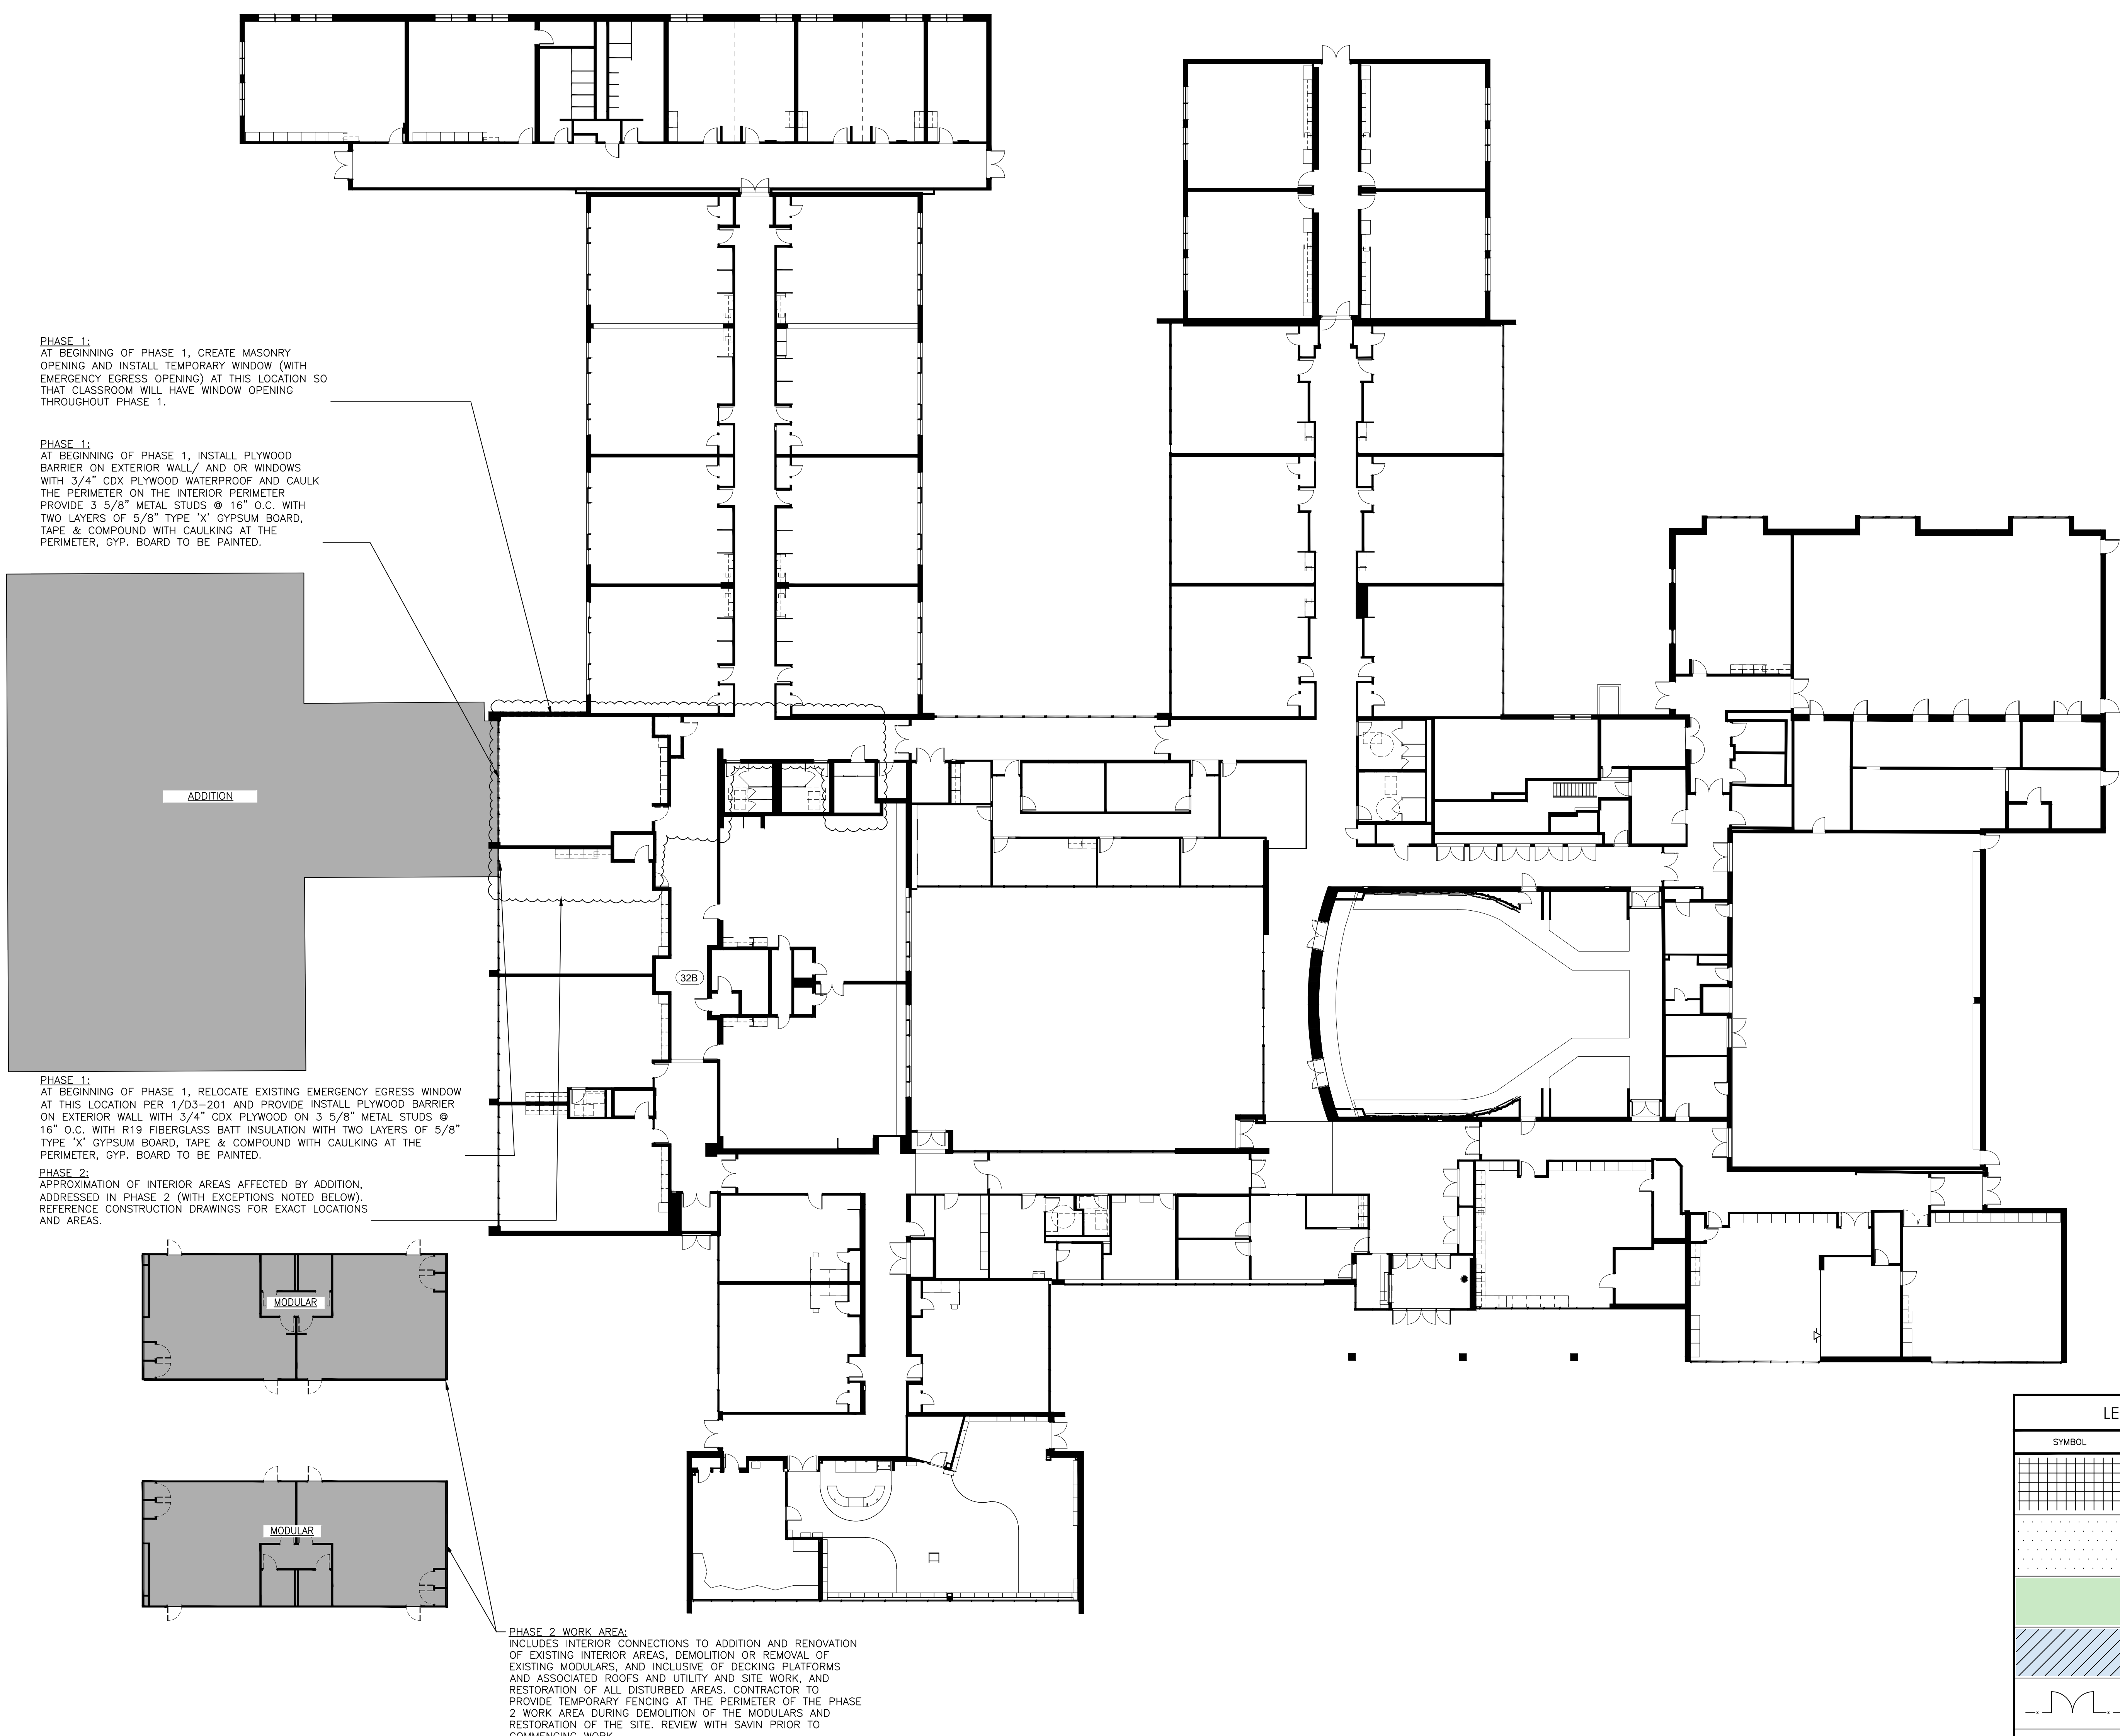 PHASE 1:
AT BEGINNING OF PHASE 1, CREATE MASONRY
OPENING AND INSTALL TEMPORARY WINDOW (WITH
EMERGENCY EGRESS OPENING) AT THIS LOCATION SO
THAT CLASSROOM WILL HAVE WINDOW OPENING
THROUGHOUT PHASE 1.
PHASE 1:
AT BEGINNING OF PHASE 1, INSTALL PLYWOOD
BARRIER ON EXTERIOR WALL/ AND OR WINDOWS
WITH 3/4" CDX PLYWOOD WATERPROOF AND CAULK
THE PERIMETER ON THE INTERIOR PERIMETER
PROVIDE 3 5/8" METAL STUDS @ 16" O.C. WITH
TWO LAYERS OF 5/8" TYPE 'X' GYPSUM BOARD,
TAPE & COMPOUND WITH CAULKING AT THE
PERIMETER, GYP. BOARD TO BE PAINTED.
ADDITION
32B
PHASE 1:
AT BEGINNING OF PHASE 1, RELOCATE EXISTING EMERGENCY EGRESS WINDOW
AT THIS LOCATION PER 1/D3-201 AND PROVIDE INSTALL PLYWOOD BARRIER
ON EXTERIOR WALL WITH 3/4" CDX PLYWOOD ON 3 5/8" METAL STUDS @
16" O.C. WITH R19 FIBERGLASS BATT INSULATION WITH TWO LAYERS OF 5/8"
TYPE 'X' GYPSUM BOARD, TAPE & COMPOUND WITH CAULKING AT THE
PERIMETER, GYP. BOARD TO BE PAINTED.
PHASE 2:
APPROXIMATION OF INTERIOR AREAS AFFECTED BY ADDITION,
ADDRESSED IN PHASE 2 (WITH EXCEPTIONS NOTED BELOW).
REFERENCE CONSTRUCTION DRAWINGS FOR EXACT LOCATIONS
AND AREAS.
MODULAR
MODULAR
PHASE 2 WORK AREA:
INCLUDES INTERIOR CONNECTIONS TO ADDITION AND RENOVATION
OF EXISTING INTERIOR AREAS, DEMOLITION OR REMOVAL OF
EXISTING MODULARS, AND INCLUSIVE OF DECKING PLATFORMS
AND ASSOCIATED ROOFS AND UTILITY AND SITE WORK, AND
RESTORATION OF ALL DISTURBED AREAS. CONTRACTOR TO
PROVIDE TEMPORARY FENCING AT THE PERIMETER OF THE PHASE
2 WORK AREA DURING DEMOLITION OF THE MODULARS AND
RESTORATION OF THE SITE. REVIEW WITH SAVIN PRIOR TO
COMMENCING WORK.
LE
SYMBOL